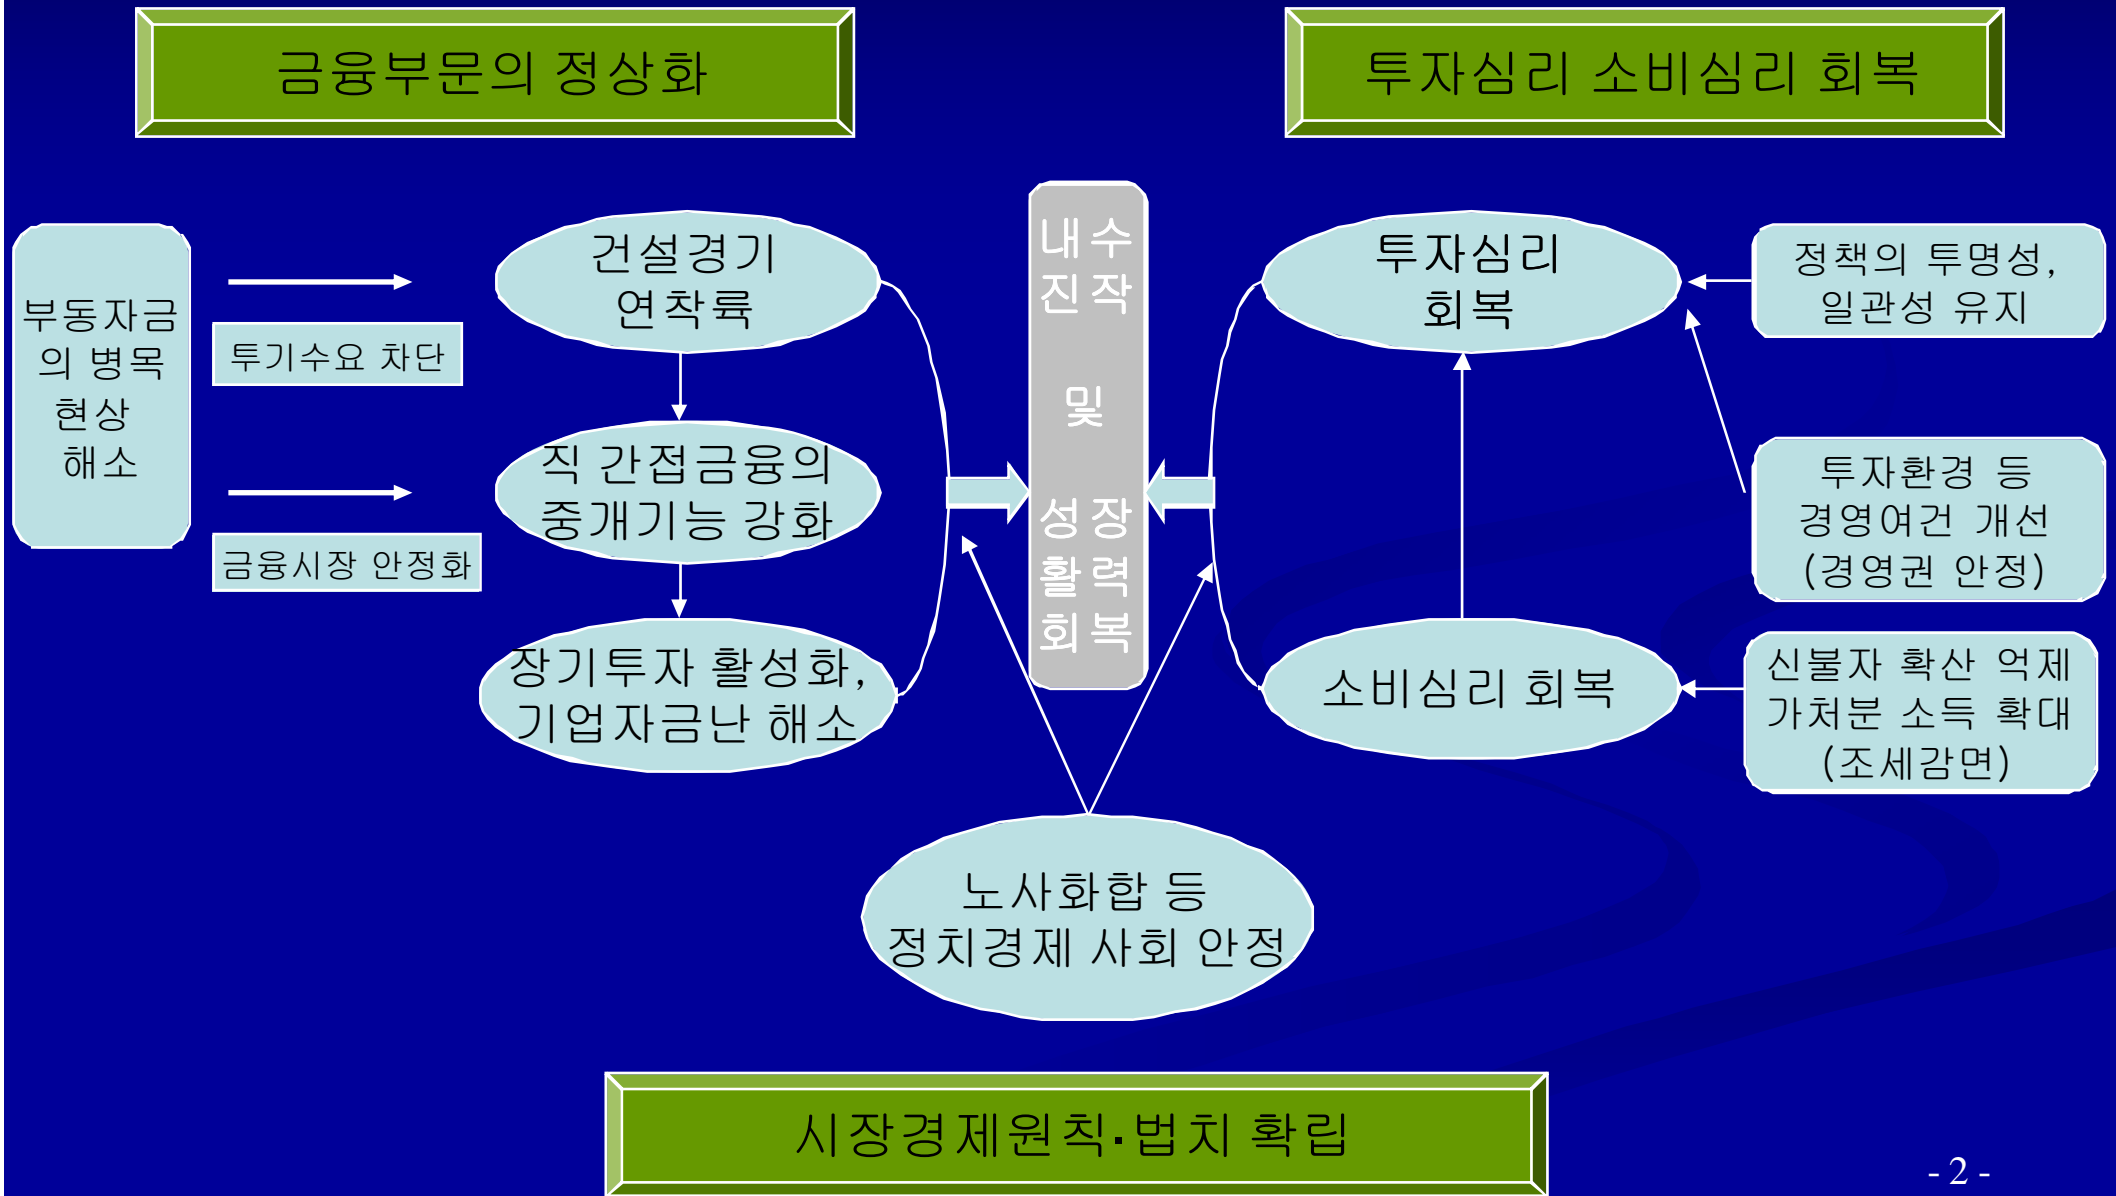 금융부문의 정상화
투자심리 소비심리 회복
부동자금
의 병목
현상
해소
투기수요 차단
금융시장 안정화
건설경기
연착륙
직 간접금융의
중개기능 강화
장기투자 활성화,
기업자금난 해소
내수
진작
및
성장
활력
회복
투자심리
회복
소비심리 회복
정책의 투명성,
일관성 유지
투자환경 등
경영여건 개선
(경영권 안정)
신불자 확산 억제
가처분 소득 확대
(조세감면)
노사화합 등
정치경제 사회 안정
시장경제원칙·법치 확립
- 2 -